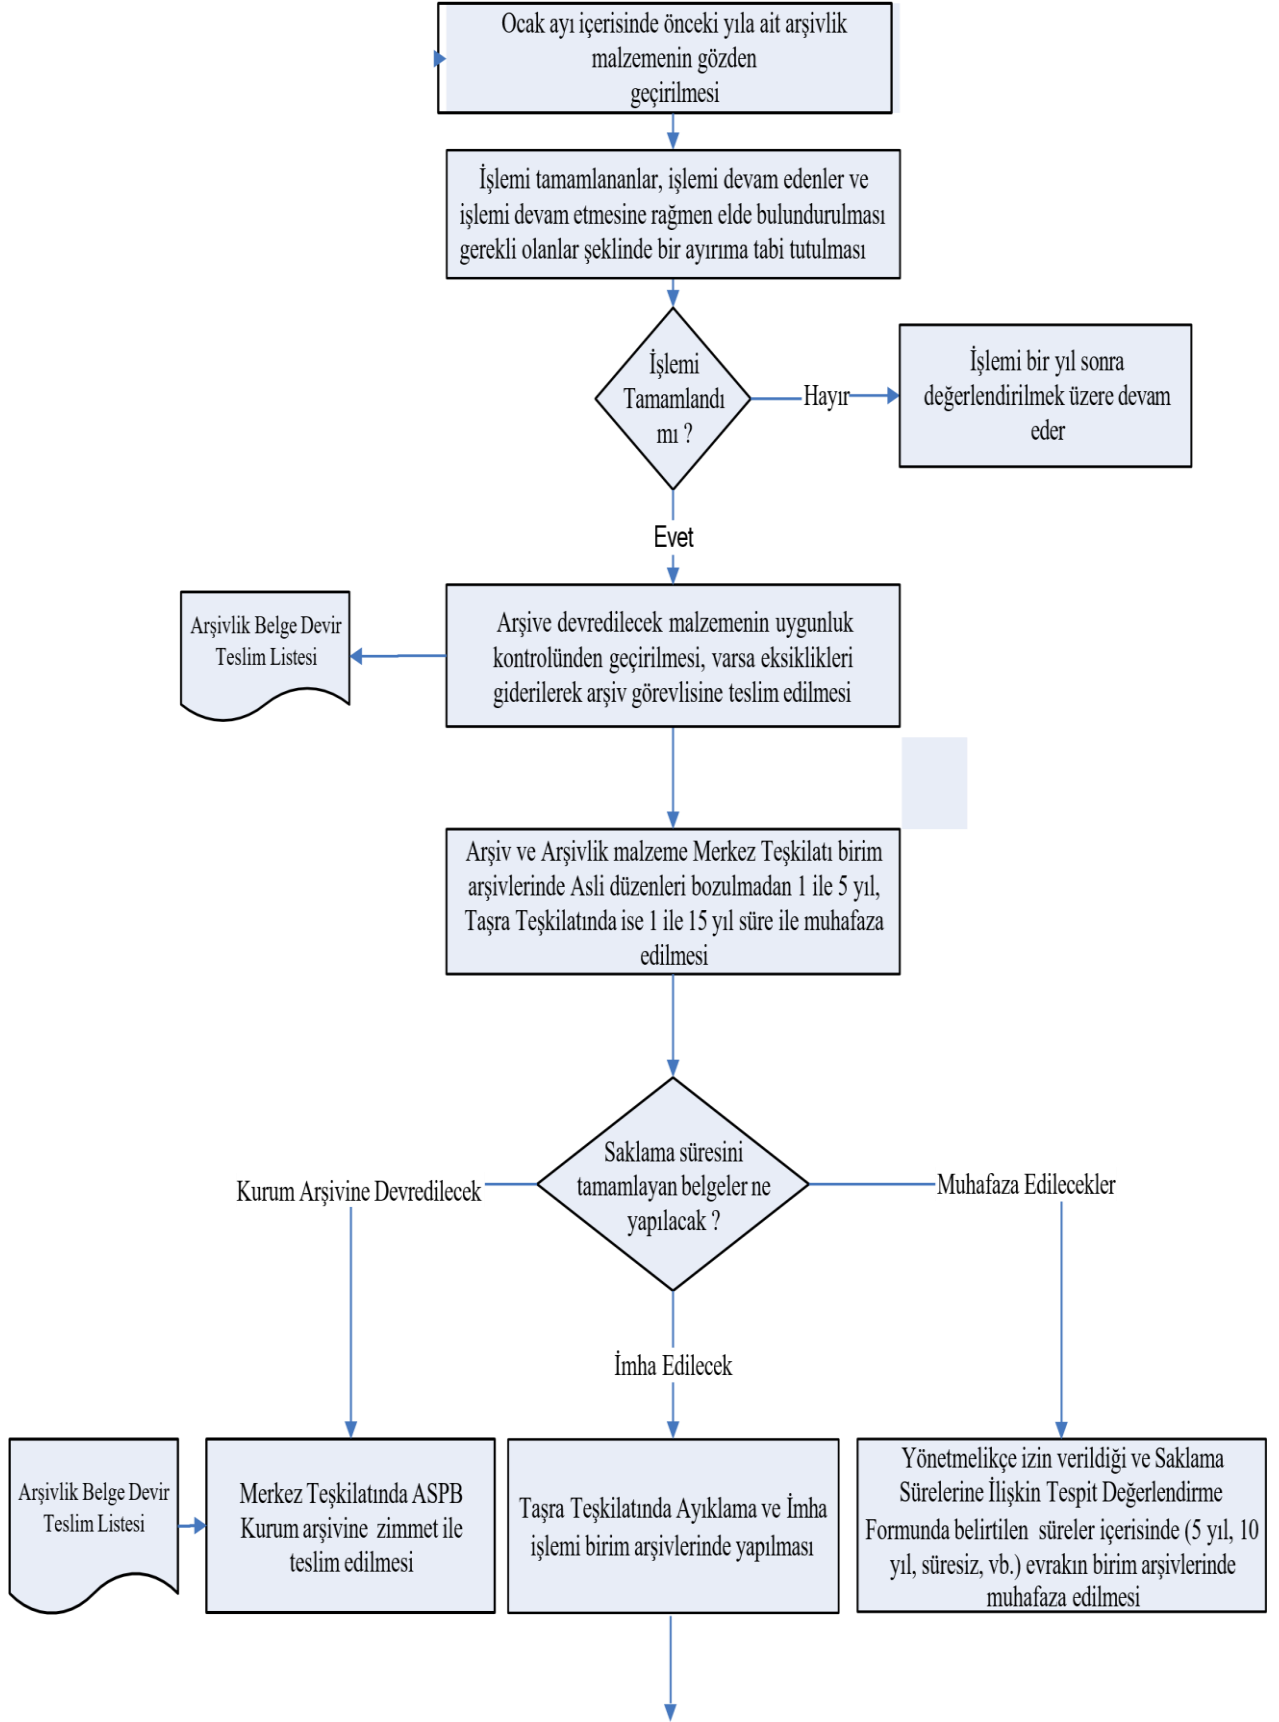 Ocak ayı içerisinde önceki yıla ait arşivlik
malzemenin gözden
geçirilmesi
İşlemi tamamlananlar, işlemi devam edenler ve
işlemi devam etmesine rağmen elde bulundurulması
gerekli olanlar şeklinde bir ayırıma tabi tutulması
İşlemi
Tamamlandı
mı ?
Hayır
İşlemi bir yıl sonra
değerlendirilmek üzere devam
eder
Evet
Arşivlik Belge Devir
Teslim Listesi
Arşive devredilecek malzemenin uygunluk
kontrolünden geçirilmesi, varsa eksiklikleri
giderilerek arşiv görevlisine teslim edilmesi
Arşiv ve Arşivlik malzeme Merkez Teşkilatı birim
arşivlerinde Asli düzenleri bozulmadan 1 ile 5 yıl,
Taşra Teşkilatında ise 1 ile 15 yıl süre ile muhafaza
edilmesi
Saklama süresini
tamamlayan belgeler ne
yapılacak ?
Kurum Arşivine Devredilecek
Muhafaza Edilecekler
İmha Edilecek
Arşivlik Belge Devir
Teslim Listesi
Merkez Teşkilatında ASPB
Kurum arşivine zimmet ile
teslim edilmesi
Taşra Teşkilatında Ayıklama ve İmha
işlemi birim arşivlerinde yapılması
Yönetmelikçe izin verildiği ve Saklama
Sürelerine İlişkin Tespit Değerlendirme
Formunda belirtilen süreler içerisinde (5 yıl, 10
yıl, süresiz, vb.) evrakın birim arşivlerinde
muhafaza edilmesi